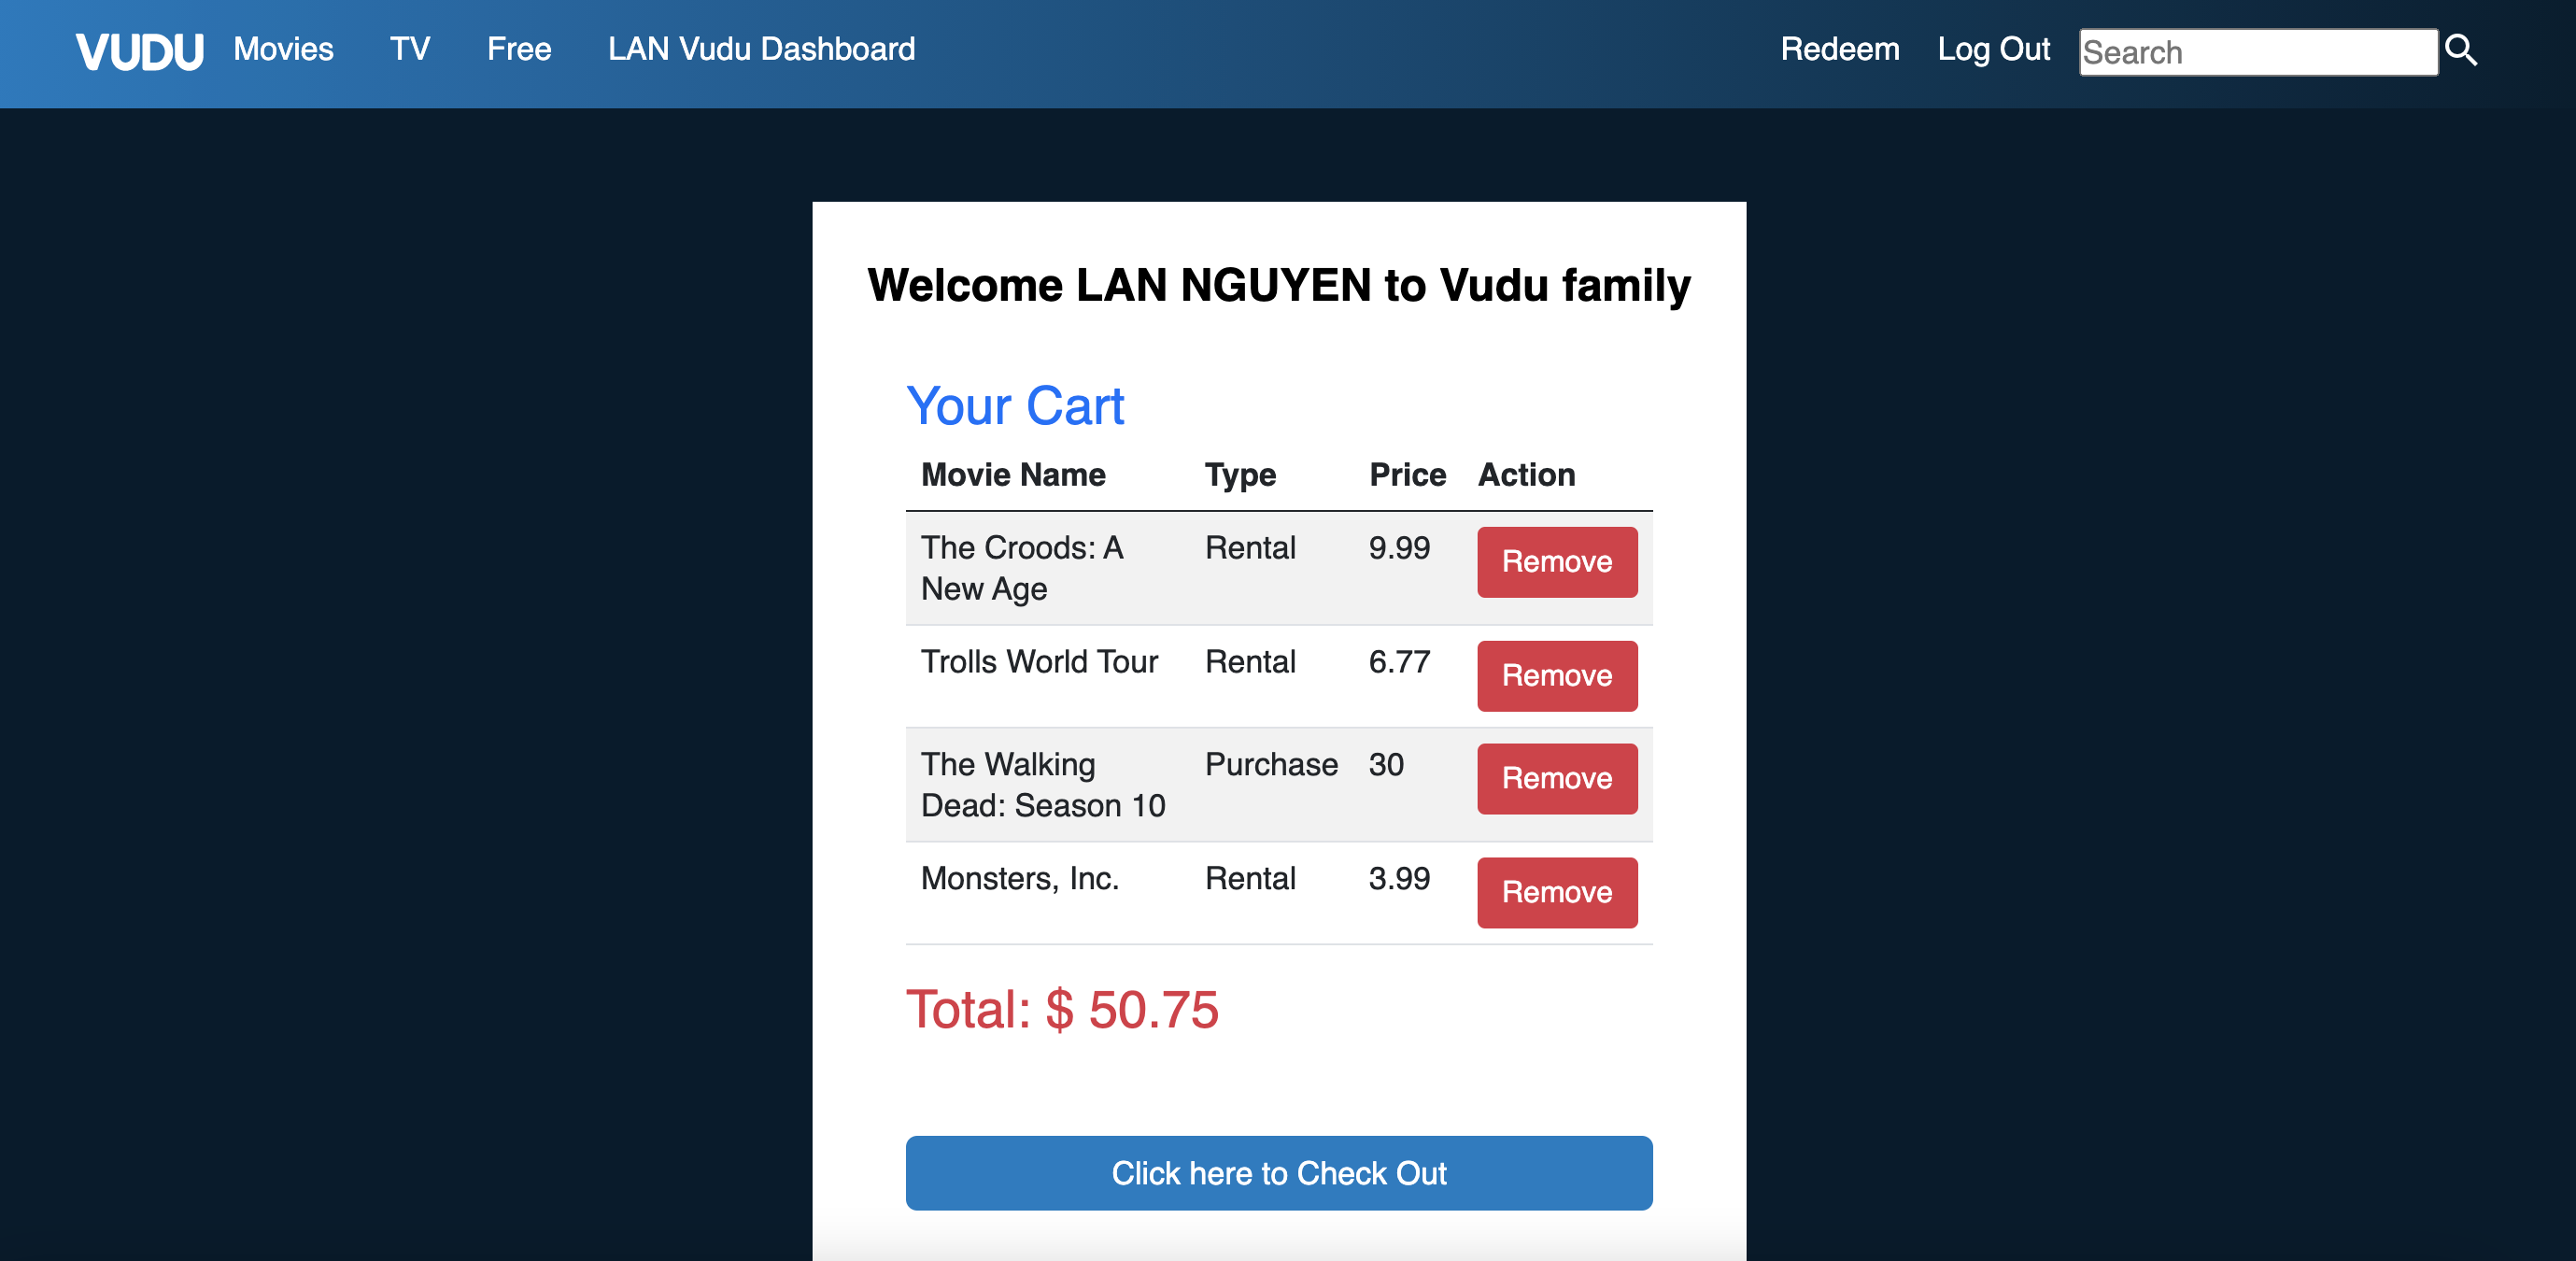 VUDU Movies TV Free LAN Vudu Dashboard Redeem Log Out Search
Welcome LAN NGUYEN to Vudu family
Your Cart
Movie Name Type Price Action
The Croods: A Rental 9.99 Remove
New Age
Trolls World Tour Rental 6.77 Remove
The Walking Purchase 30 Remove
Dead: Season 10
Monsters, Inc. Rental 3.99 Remove
Total: $ 50.75
Click here to Check Out